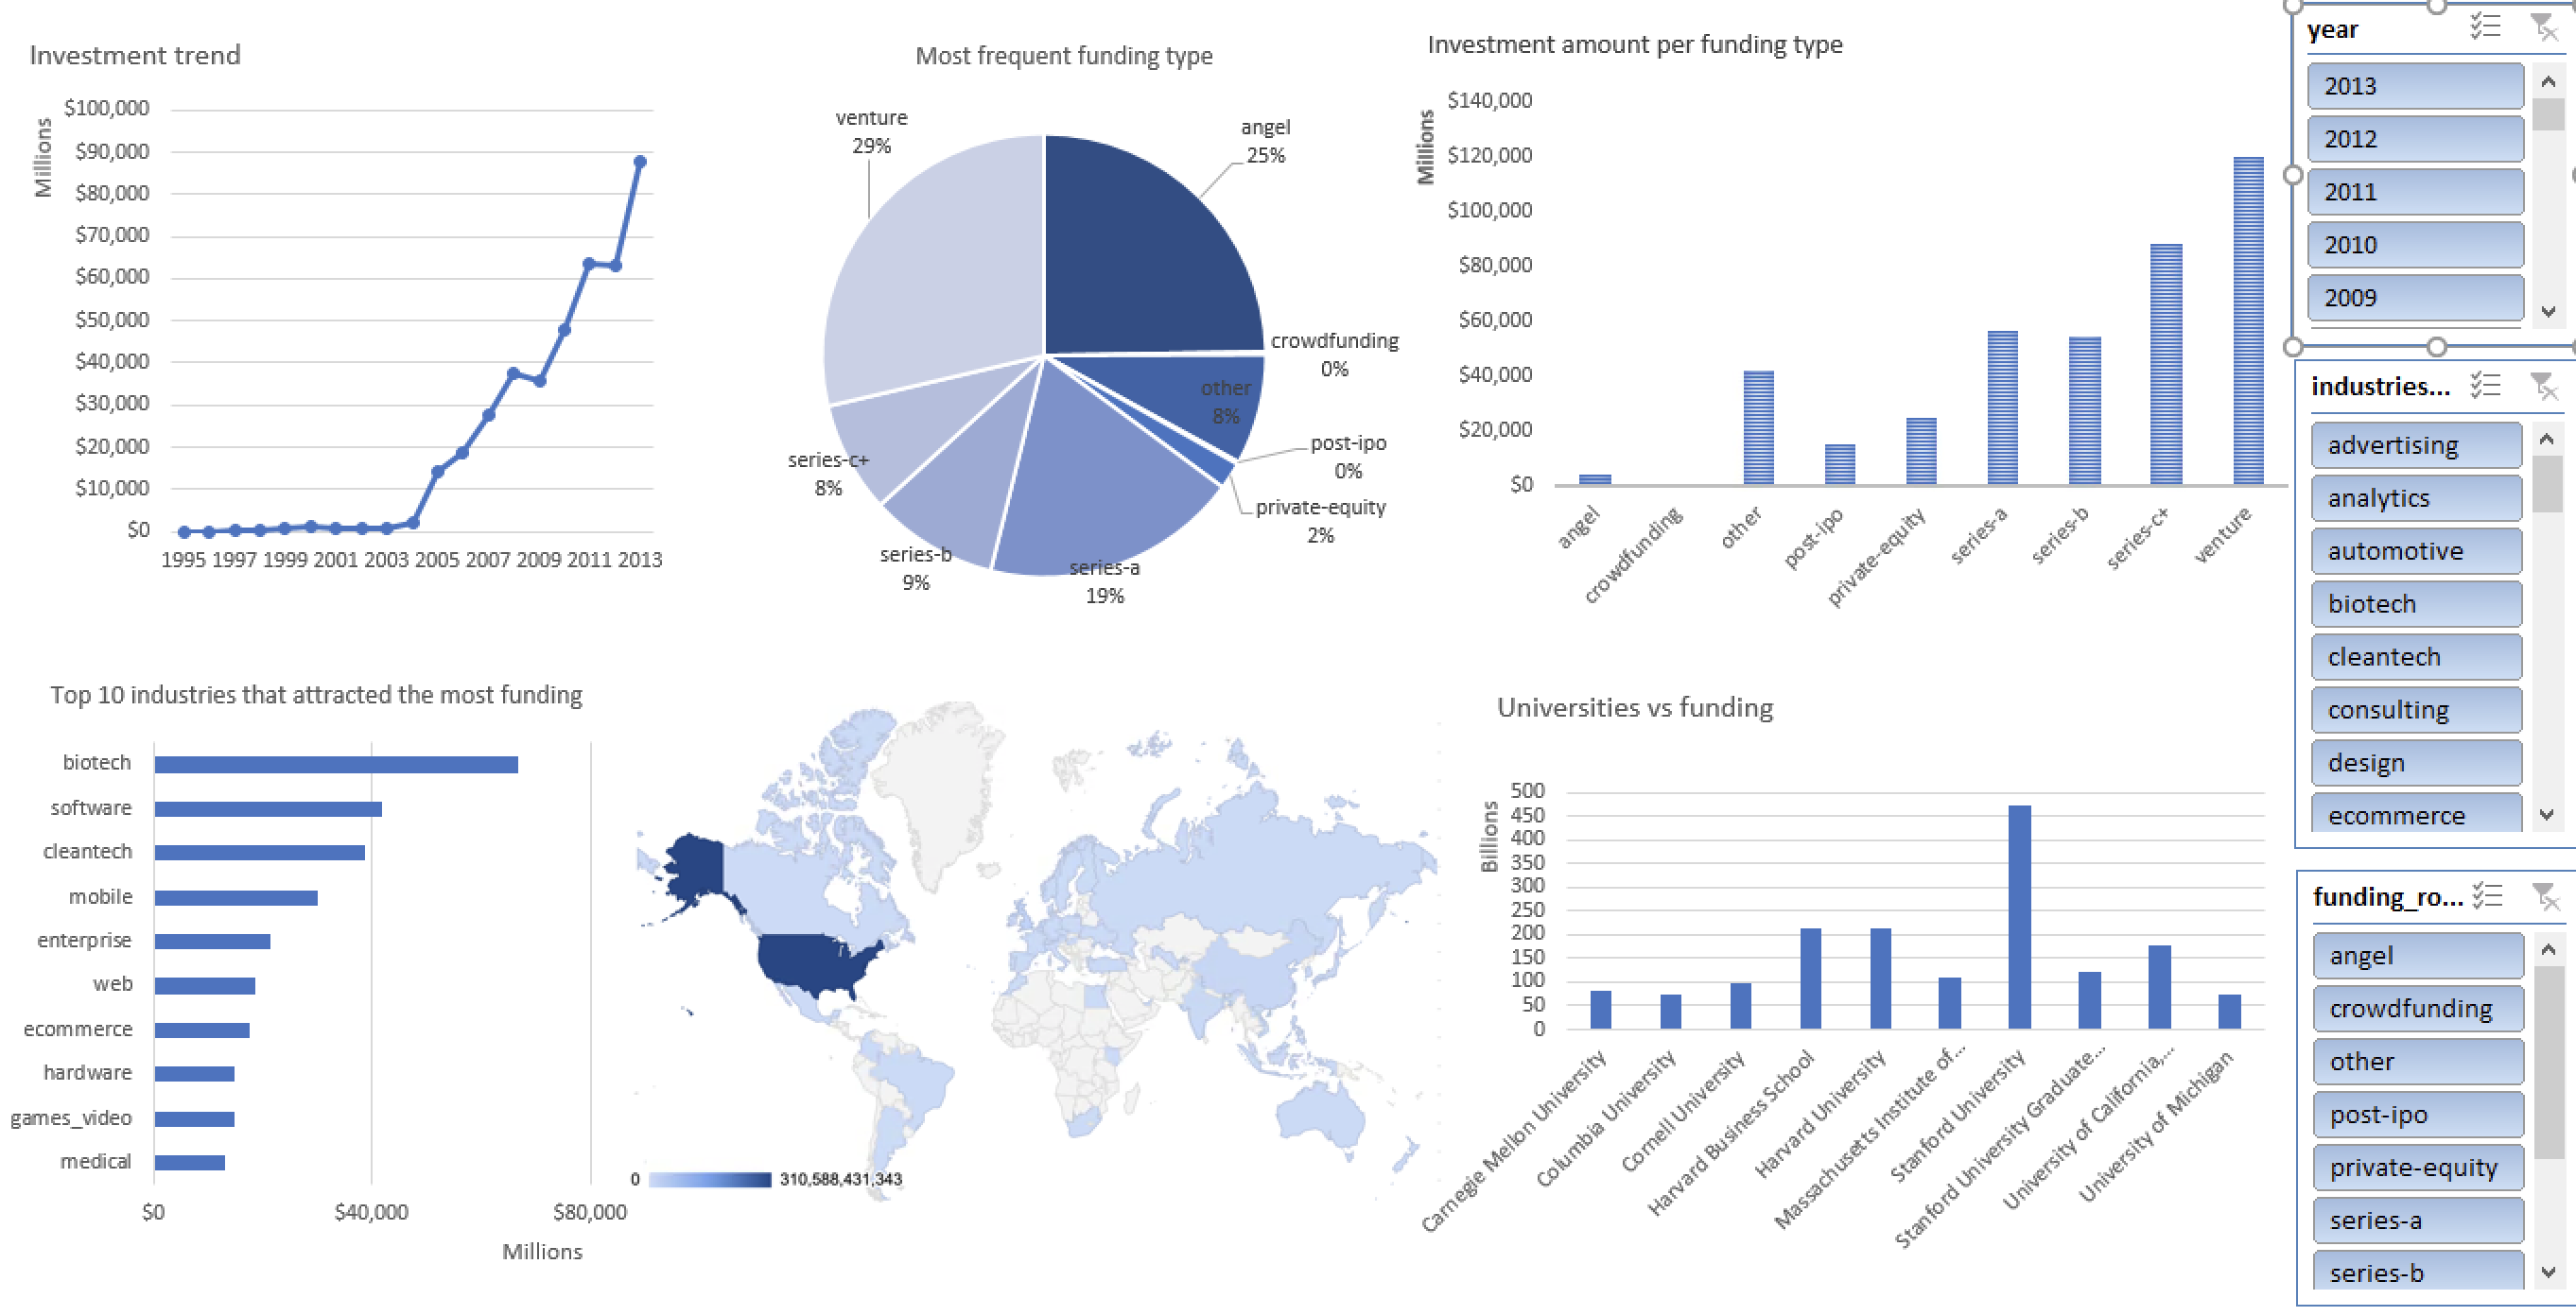 Investment trend
Millions
$100,000
$90,000
$80,000
$70,000
$60,000
$50,000
$40,000
$30,000
$20,000
$10,000
$0
1995 1997 1999 2001 2003 2005 2007 2009 2011 2013
Most frequent funding type
venture
29%
angel
25%
crowdfunding
0%
other
8%
post-ipo
0%
private-equity
2%
series-a
19%
series-b
9%
series-c+
8%
Investment amount per funding type
Millions
$140,000
$120,000
$100,000
$80,000
$60,000
$40,000
$20,000
$0
angel
crowdfunding
other
post-ipo
private-equity
series-a
series-b
series-c+
venture
year
2013
2012
2011
2010
2009
industries...
advertising
analytics
automotive
biotech
cleantech
consulting
design
ecommerce
funding_ro...
angel
crowdfunding
other
post-ipo
private-equity
series-a
series-b
Top 10 industries that attracted the most funding
biotech
software
cleantech
mobile
enterprise
web
ecommerce
hardware
games_video
medical
$0 $40,000 $80,000
Millions
0 310,588,431,343
Universities vs funding
Billions
500
450
400
350
300
250
200
150
100
50
0
Carnegie Mellon University
Columbia University
Cornell University
Harvard Business School
Harvard University
Massachusetts Institute of...
Stanford University
Stanford University Graduate...
University of California,...
University of Michigan